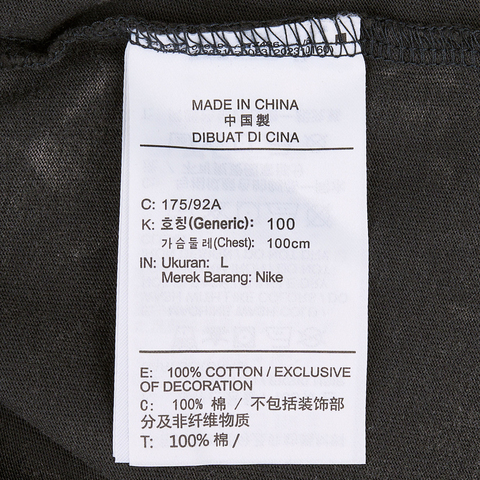 MADE IN CHINA
中国製
DIBUAT DI CINA
C: 175/92A
K: 호칭(Generic): 100
가슴둘레(Chest): 100cm
IN: Ukuran: L
Merek Barang: Nike
E: 100% COTTON / EXCLUSIVE
OF DECORATION
C: 100% 棉 / 不包括装饰部
分及非纤维物质
T: 100% 棉 /